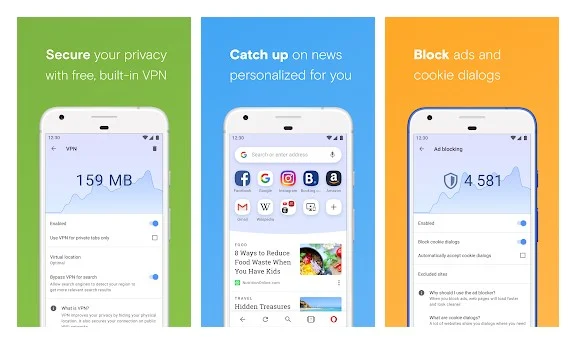 Secure your privacy
with free, built-in VPN
12:30
VPN
159 MB
Enabled
Use VPN for private tabs only
Virtual location
Optimal
Bypass VPN for search
Allow search engines to detect your region to
get more relevant search results
What is VPN?
VPN improves your privacy by hiding your physical
location. It also secures your connection on public
Catch up on news
personalized for you
12:30
Search or enter address
Facebook
Google
Instagram
Booking
Amazon
Gmail
Wikipedia
FOOD
8 Ways to Reduce
Food Waste When
You Have Kids
NutritionOnline.com
TRAVEL
Hidden Treasures
Block ads and
cookie dialogs
12:30
Ad blocking
4 581
Enabled
Block cookie dialogs
Automatically accept cookie dialogs
Excluded sites
Why should I use the ad blocker?
When you block ads, web pages will load faster
and look cleaner.
What are cookie dialogs?
A lot of websites display dialogs where you need